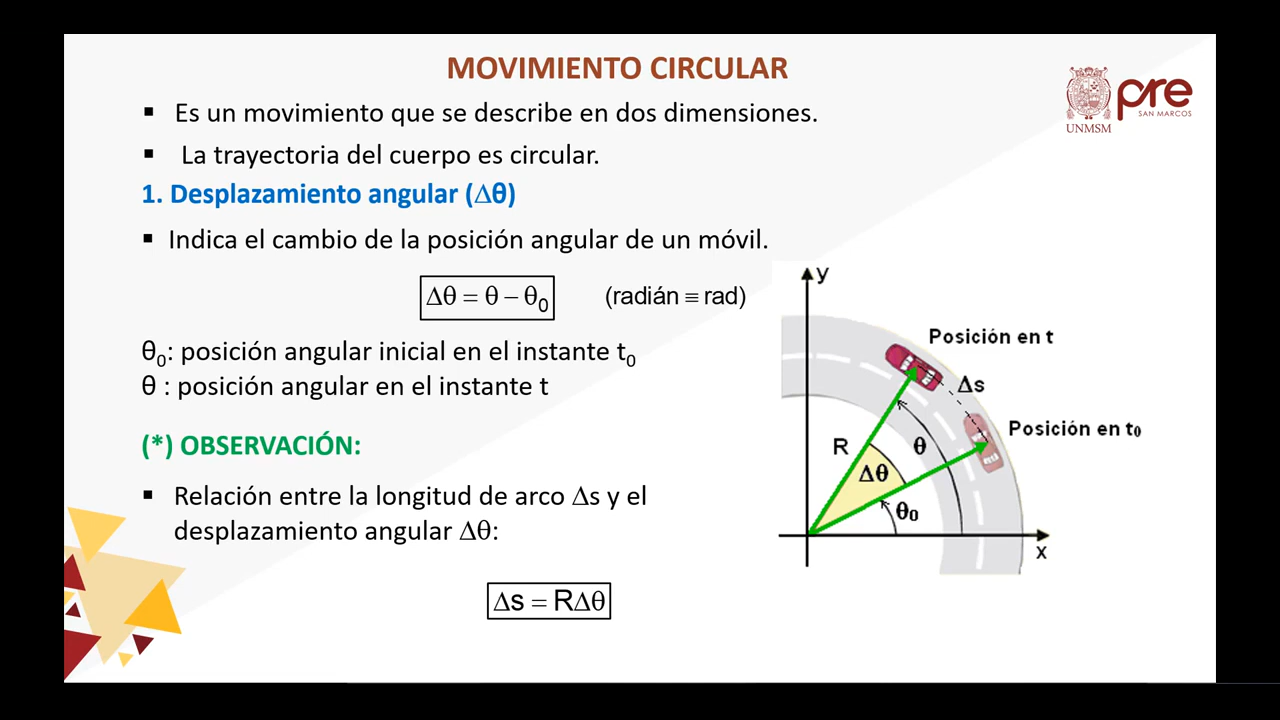 MOVIMIENTO CIRCULAR
▪ Es un movimiento que se describe en dos dimensiones.
▪ La trayectoria del cuerpo es circular.
1. Desplazamiento angular (Δθ)
▪ Indica el cambio de la posición angular de un móvil.
Δθ = θ − θ₀ (radián ≡ rad)
θ₀: posición angular inicial en el instante t₀
θ : posición angular en el instante t
(*) OBSERVACIÓN:
▪ Relación entre la longitud de arco Δs y el
desplazamiento angular Δθ:
Δs = RΔθ
UNMSM
pre
SAN MARCOS
y
Posición en t
Δs
Posición en t₀
R
θ
Δθ
θ₀
x